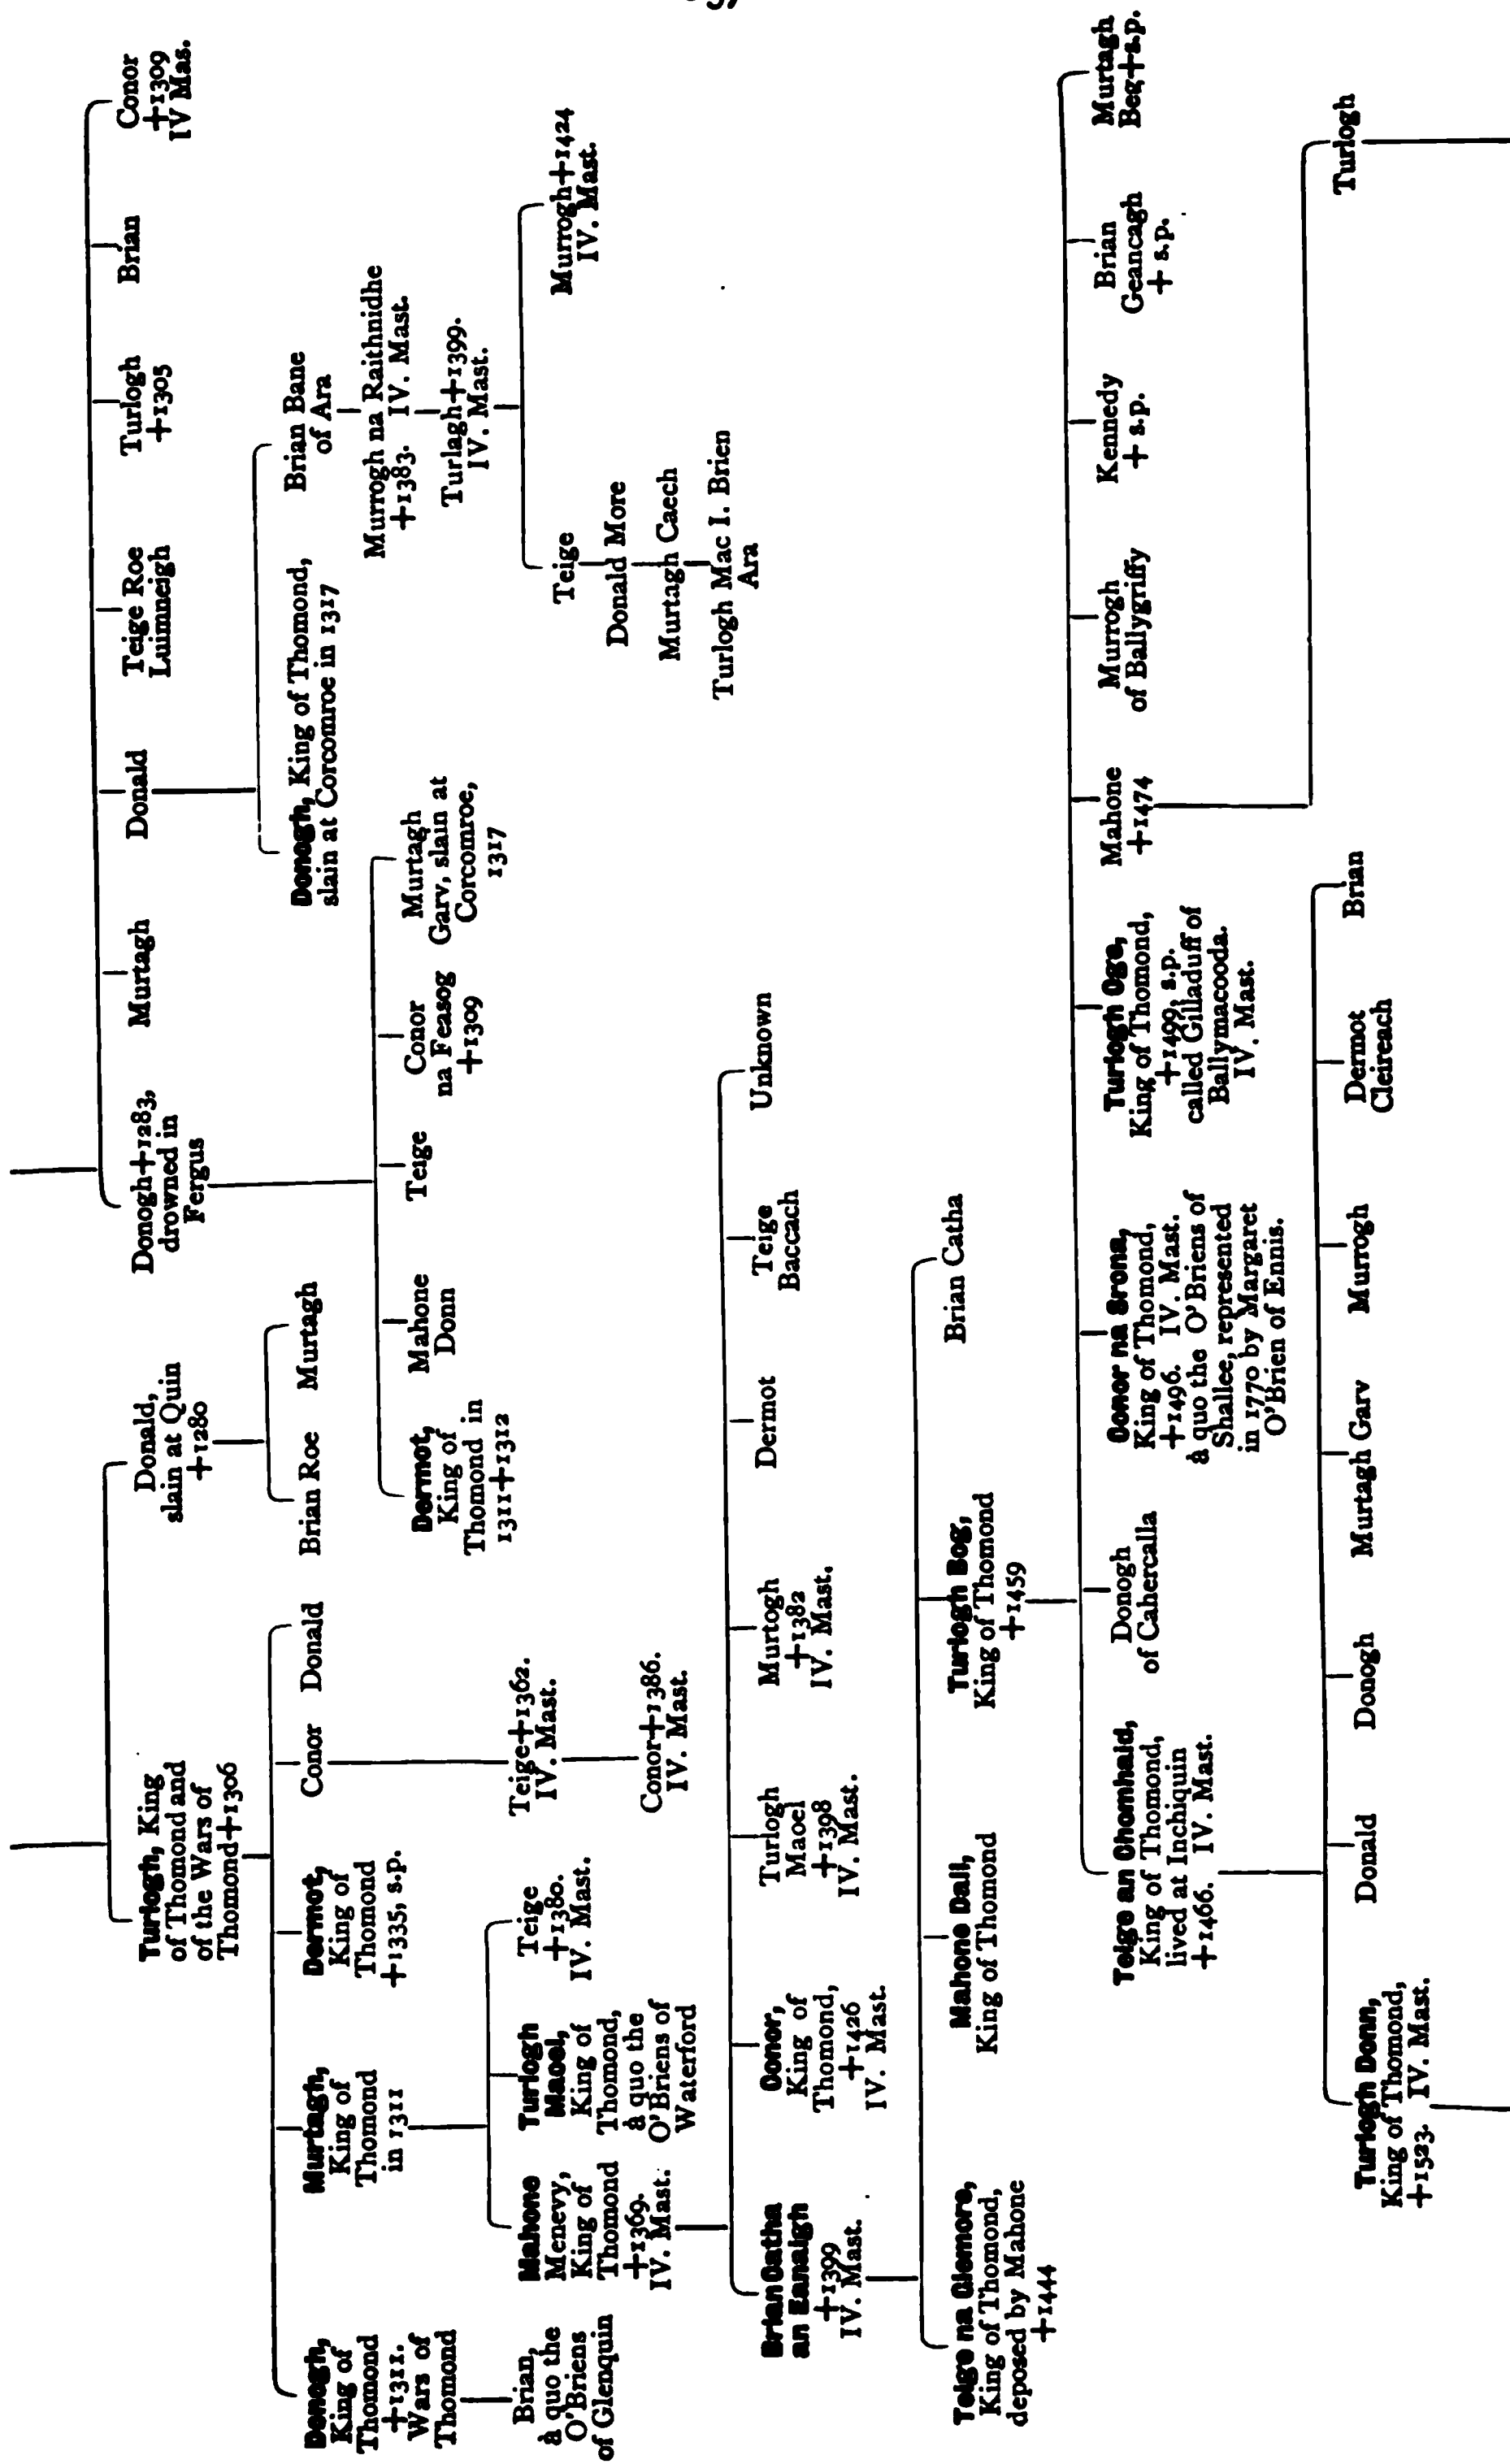 Turlogh, King
of Thomond and
of the Wars of
Thomond+1306
Donald,
slain at Quin
+1280
Donogh+1283,
drowned in
Fergus
Murtagh
Donald
Teige Roe
Luimneigh
Turlogh
+1305
Brian
Conor
+1309
IV Mas.
Donogh,
King of
Thomond
+1311.
Wars of
Thomond
Murtagh,
King of
Thomond
in 1311
Dermot,
King of
Thomond
+1335, s.p.
Conor
Donald
Brian Roe
Murtagh
Donogh, King of Thomond,
slain at Corcomroe in 1317
Brian Bane
of Ara
Murrogh na Raithnidhe
+1383. IV. Mast.
Turlagh+1399.
IV. Mast.
Dermot,
King of
Thomond in
1311+1312
Mahone
Donn
Teige
Conor
na Feasog
+1309
Murtagh
Garv, slain at
Corcomroe,
1317
Brian,
à quo the
O'Briens
of Glenquin
Mahone
Menevy,
King of
Thomond
+1369.
IV. Mast.
Turlogh
Maoel,
King of
Thomond,
à quo the
O'Briens of
Waterford
Teige
+1380.
IV. Mast.
Teige+1362.
IV. Mast.
Conor+1386.
IV. Mast.
Teige
Donald More
Murtagh Caech
Turlogh Mac I. Brien
Ara
Murrogh+1424
IV. Mast.
Brian Catha
an Eanaigh
+1399
IV. Mast.
Conor,
King of
Thomond,
+1426
IV. Mast.
Turlogh
Maoel
+1398
IV. Mast.
Murtogh
+1382
IV. Mast.
Dermot
Teige
Baccach
Unknown
Teige na Glemore,
King of Thomond,
deposed by Mahone
+1444
Mahone Dall,
King of Thomond
Turlogh Bog,
King of Thomond
+1459
Brian Catha
Teige an Chomhaid,
King of Thomond,
lived at Inchiquin
+1466. IV. Mast.
Donogh
of Cahercalla
Conor na Srona,
King of Thomond,
+1496. IV. Mast.
à quo the O'Briens of
Shallee, represented
in 1770 by Margaret
O'Brien of Ennis.
Turlogh Oge,
King of Thomond,
+1499, s.p.
called Gilladuff of
Ballymacooda.
IV. Mast.
Mahone
+1474
Murrogh
of Ballygriffy
Kennedy
+ s.p.
Brian
Geancagh
+ s.p.
Murtagh
Beg+s.p.
Turlogh Donn,
King of Thomond,
+1523. IV. Mast.
Donald
Donogh
Murtagh Garv
Murrogh
Dermot
Cleireach
Brian
Turlogh